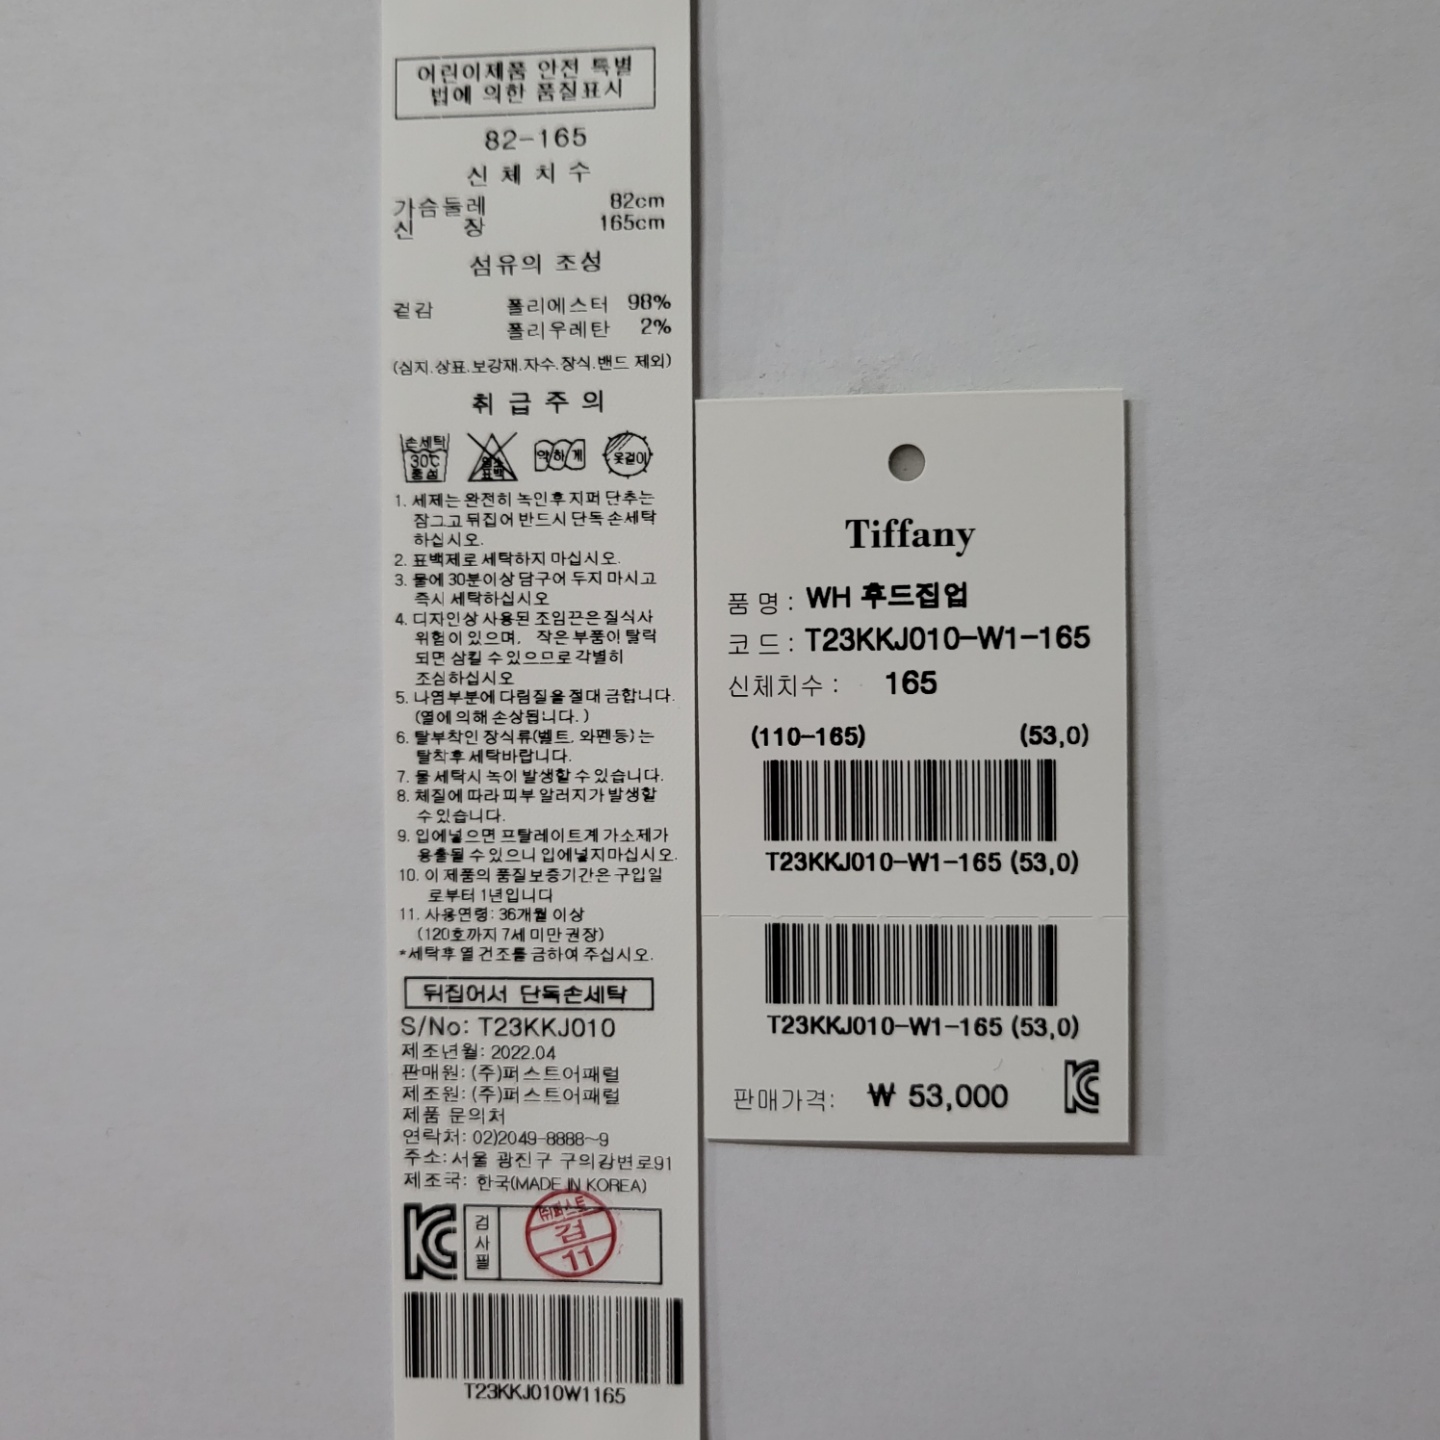 어린이제품 안전 특별
법에 의한 품질표시
82-165
신 체 치 수
가슴둘레 82cm
신 장 165cm
섬유의 조성
겉감 폴리에스터 98%
폴리우레탄 2%
(심지.상표.보강재.자수.장식.밴드 제외)
취 급 주 의
손세탁
30℃
중성
표백
약하게
옷걸이
1. 세제는 완전히 녹인후 지퍼 단추는
잠그고 뒤집어 반드시 단독 손세탁
하십시오.
2. 표백제로 세탁하지 마십시오.
3. 물에 30분이상 담구어 두지 마시고
즉시 세탁하십시오
4. 디자인상 사용된 조임끈은 질식사
위험이 있으며, 작은 부품이 탈락
되면 삼킬 수 있으므로 각별히
조심하십시오
5. 나염부분에 다림질을 절대 금합니다.
(열에 의해 손상됩니다.)
6. 탈부착인 장식류(벨트, 와펜등)는
탈착후 세탁바랍니다.
7. 물 세탁시 녹이 발생할 수 있습니다.
8. 체질에 따라 피부 알러지가 발생할
수 있습니다.
9. 입에넣으면 프탈레이트계 가소제가
용출될 수 있으니 입에넣지마십시오.
10. 이 제품의 품질보증기간은 구입일
로부터 1년입니다
11. 사용연령: 36개월 이상
(120호까지 7세 미만 권장)
*세탁후 열 건조를 금하여 주십시오.
뒤집어서 단독손세탁
S/No: T23KKJ010
제조년월: 2022.04
판매원: (주)퍼스트어패럴
제조원: (주)퍼스트어패럴
제품 문의처
연락처: 02)2049-8888~9
주소: 서울 광진구 구의강변로91
제조국: 한국(MADE IN KOREA)
KC
검사필
㈜퍼스트
검
11
T23KKJ010W1165
Tiffany
품 명 : WH 후드집업
코 드 : T23KKJ010-W1-165
신체치수 : 165
(110-165) (53,0)
T23KKJ010-W1-165 (53,0)
T23KKJ010-W1-165 (53,0)
판매가격: ₩ 53,000
KC